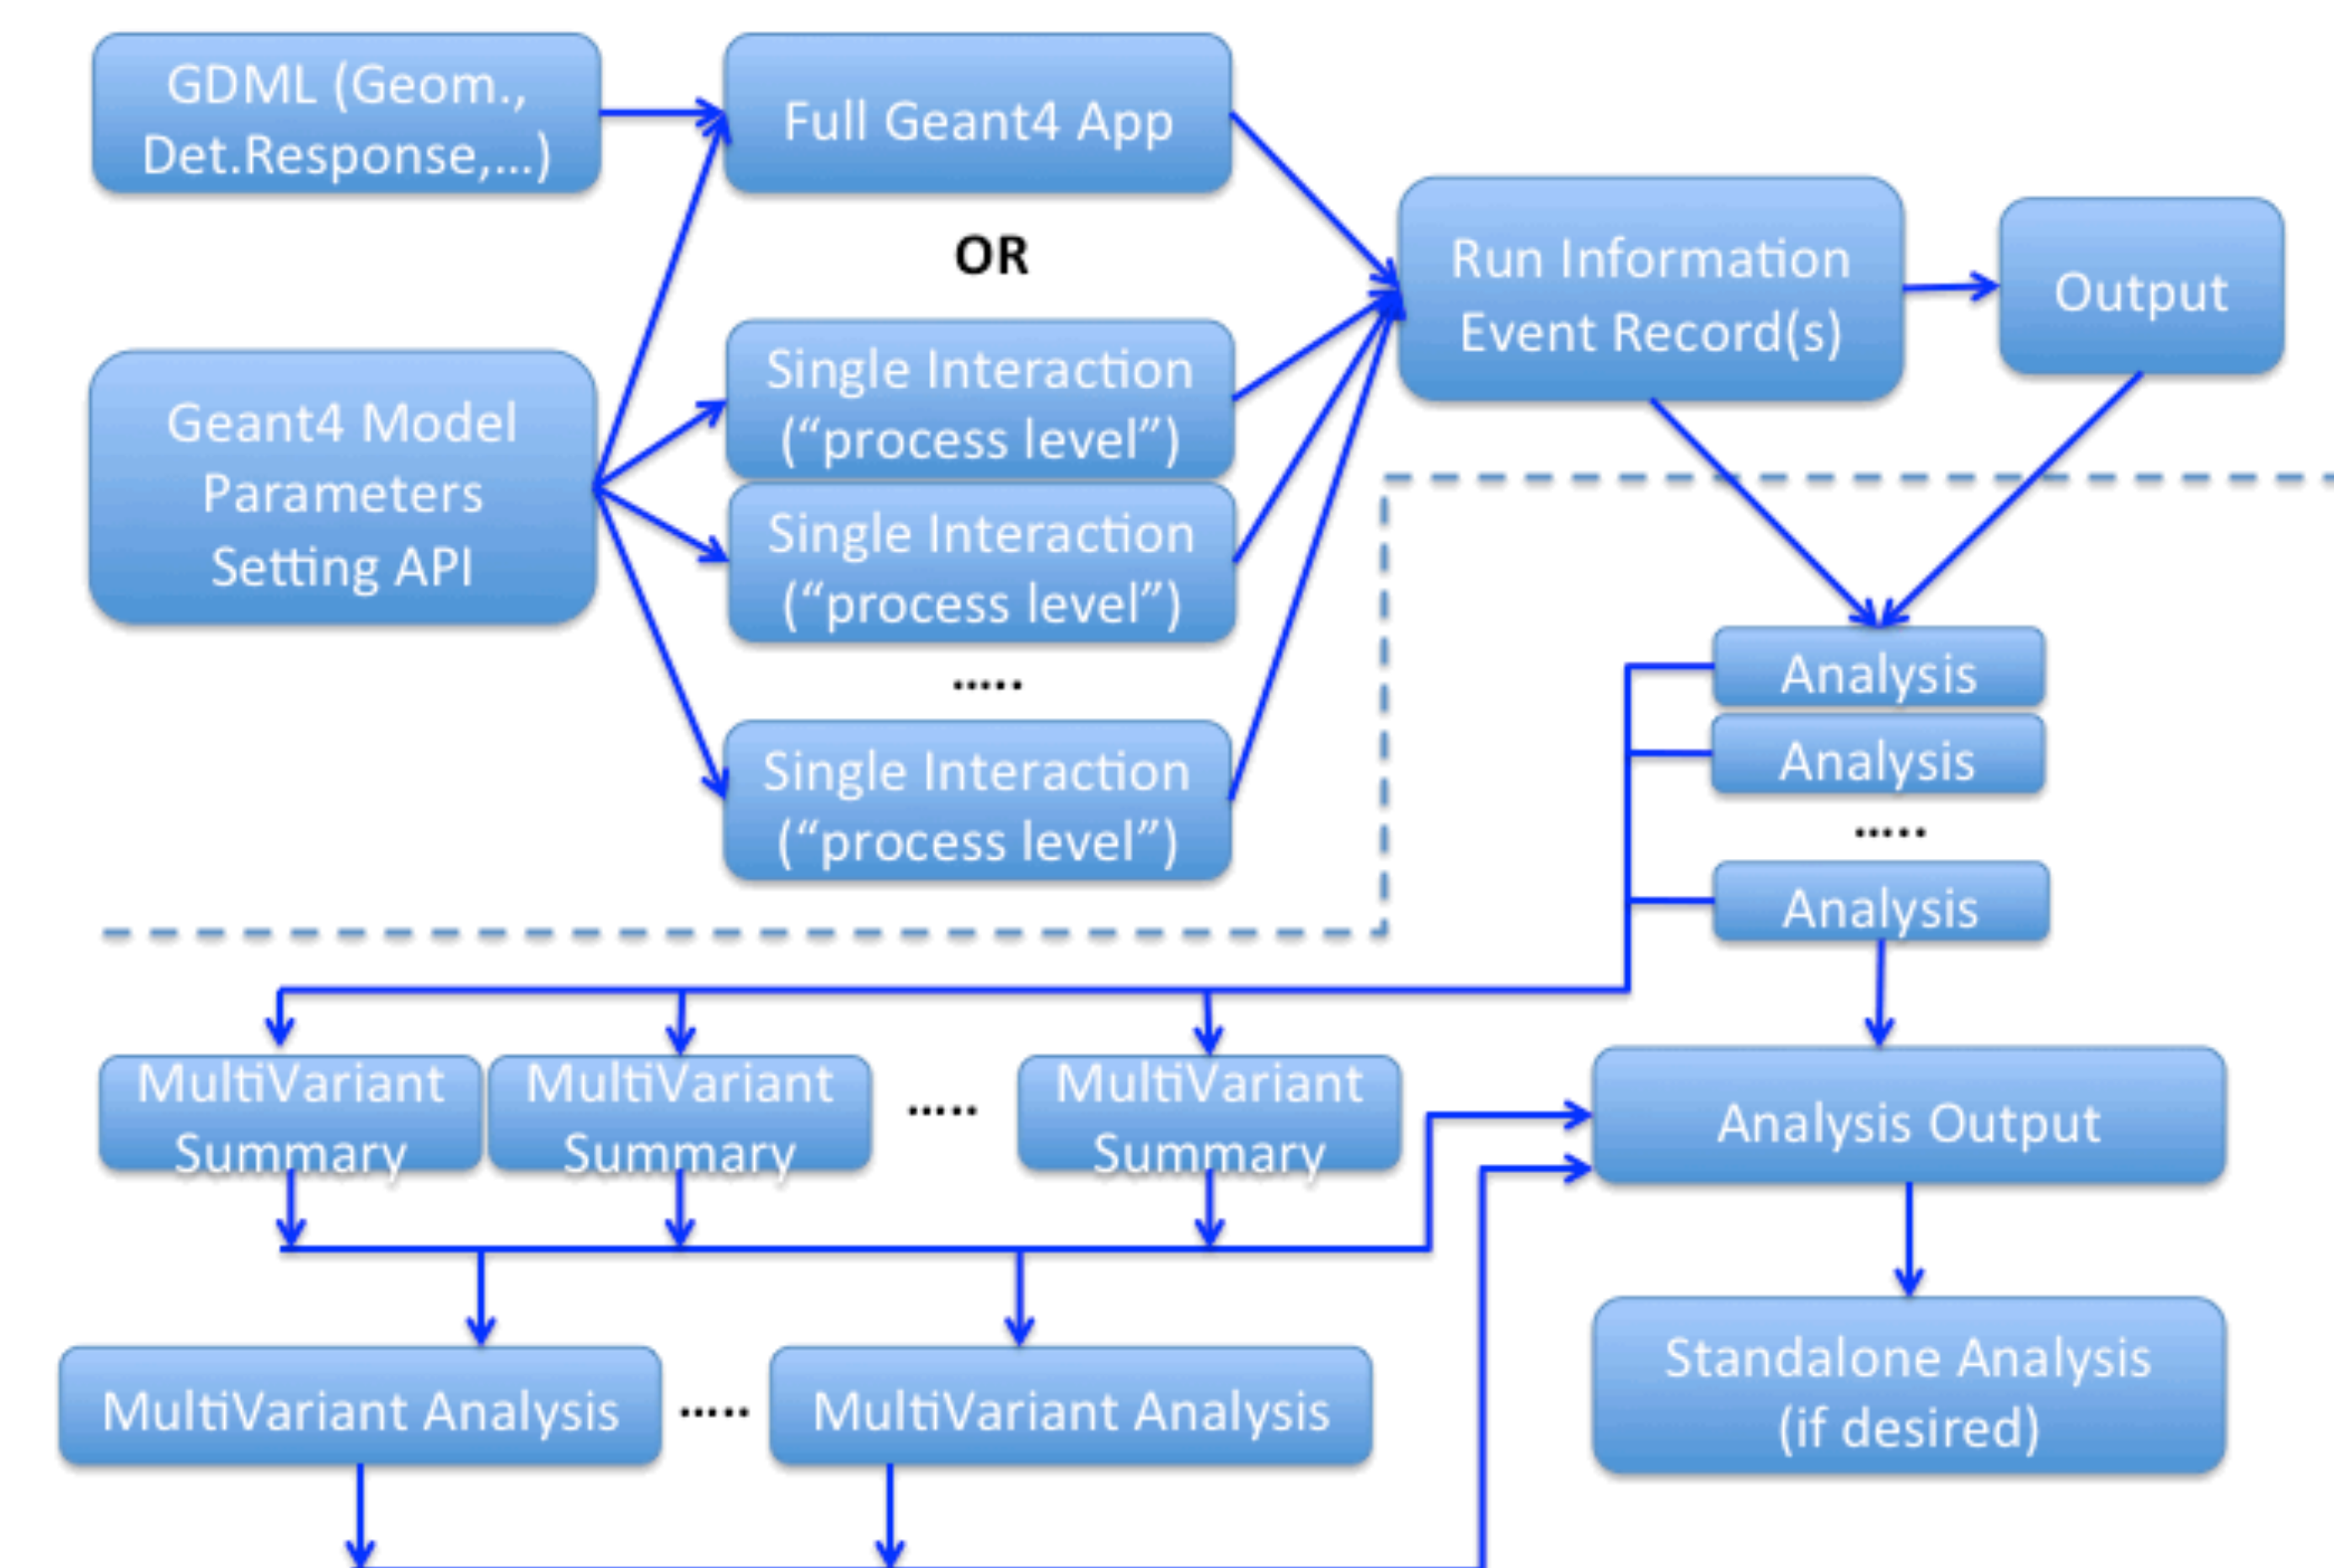 GDML (Geom.,
Det.Response,...)
Full Geant4 App
OR
Geant4 Model
Parameters
Setting API
Single Interaction
(“process level”)
Single Interaction
(“process level”)
.....
Single Interaction
(“process level”)
Run Information
Event Record(s)
Output
Analysis
Analysis
.....
Analysis
MultiVariant
Summary
MultiVariant
Summary
.....
MultiVariant
Summary
Analysis Output
MultiVariant Analysis
.....
MultiVariant Analysis
Standalone Analysis
(if desired)